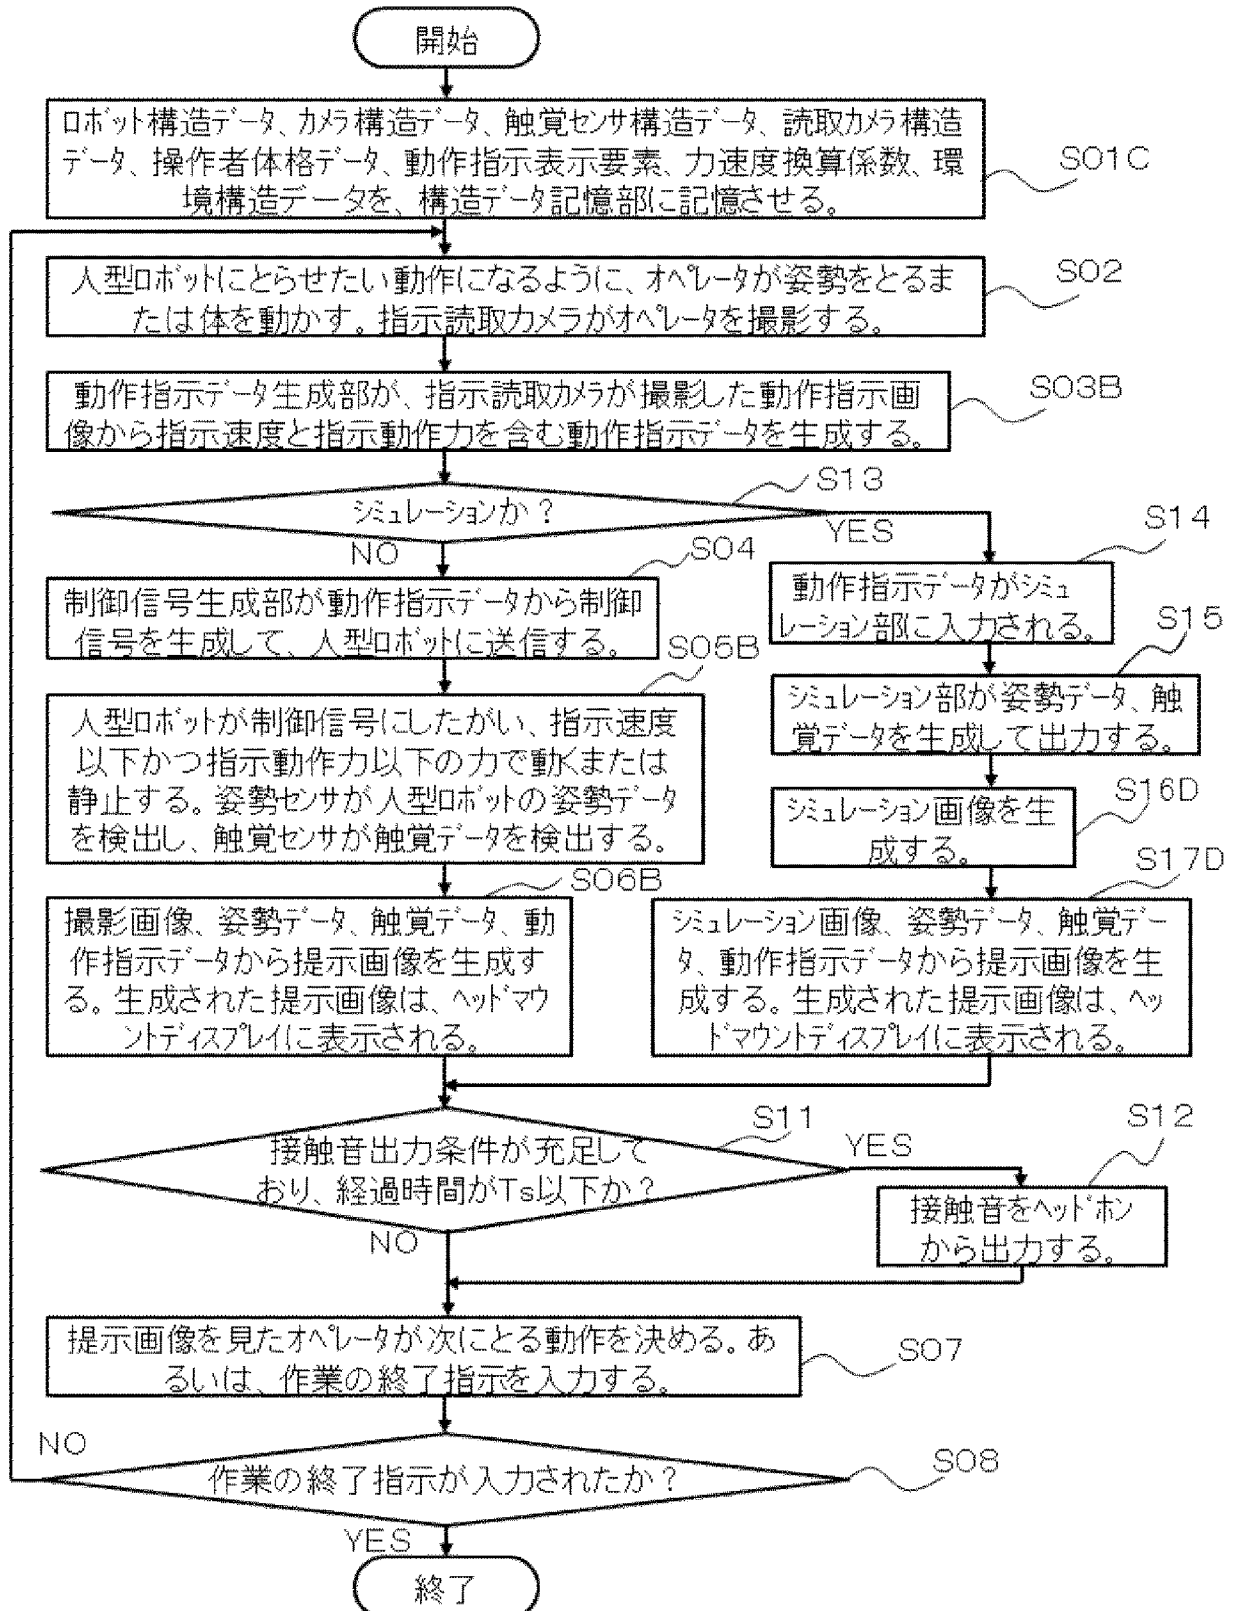 開始
ロボット構造データ、カメラ構造データ、触覚センサ構造データ、読取カメラ構造
データ、操作者体格データ、動作指示表示要素、力速度換算係数、環
境構造データを、構造データ記憶部に記憶させる。
S01C
人型ロボットにとらせたい動作になるように、オペレータが姿勢をとるま
たは体を動かす。指示読取カメラがオペレータを撮影する。
S02
動作指示データ生成部が、指示読取カメラが撮影した動作指示画
像から指示速度と指示動作力を含む動作指示データを生成する。
S03B
シミュレーションか？
S13
NO
YES
制御信号生成部が動作指示データから制御
信号を生成して、人型ロボットに送信する。
S04
人型ロボットが制御信号にしたがい、指示速度
以下かつ指示動作力以下の力で動くまたは
静止する。姿勢センサが人型ロボットの姿勢データ
を検出し、触覚センサが触覚データを検出する。
S05B
撮影画像、姿勢データ、触覚データ、動
作指示データから提示画像を生成す
る。生成された提示画像は、ヘッドマウ
ントディスプレイに表示される。
S06B
動作指示データがシミュ
レーション部に入力される。
S14
シミュレーション部が姿勢データ、触
覚データを生成して出力する。
S15
シミュレーション画像を生
成する。
S16D
シミュレーション画像、姿勢データ、触覚デー
タ、動作指示データから提示画像を生
成する。生成された提示画像は、ヘッ
ドマウントディスプレイに表示される。
S17D
接触音出力条件が充足して
おり、経過時間がTs以下か？
S11
YES
NO
接触音をヘッドホン
から出力する。
S12
提示画像を見たオペレータが次にとる動作を決める。あ
るいは、作業の終了指示を入力する。
S07
作業の終了指示が入力されたか？
S08
NO
YES
終了